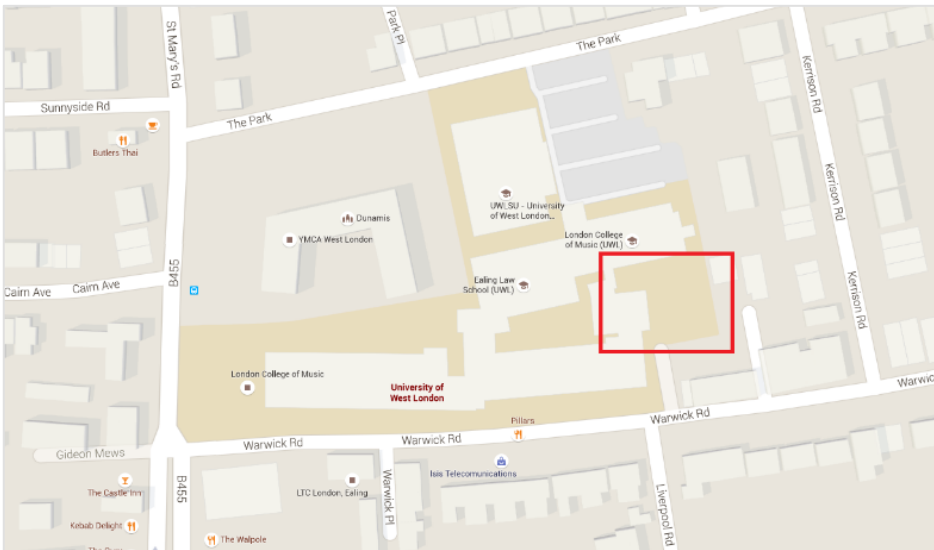 Park Pl
St Mary's Rd
The Park
Kerrison Rd
Sunnyside Rd
The Park
Butlers Thai
Kerrison Rd
UWLSU - University
of West London...
Dunamis
YMCA West London
London College
of Music (UWL)
B455
Ealing Law
School (UWL)
Cairn Ave
Cairn Ave
Kerrison Rd
London College of Music
University of
West London
Warwic
Warwick Rd
Pillars
Warwick Rd
Warwick Rd
Gideon Mews
Isis Telecommunications
B455
Warwick Pl
LTC London, Ealing
The Castle Inn
Liverpool Rd
Kebab Delight
The Walpole